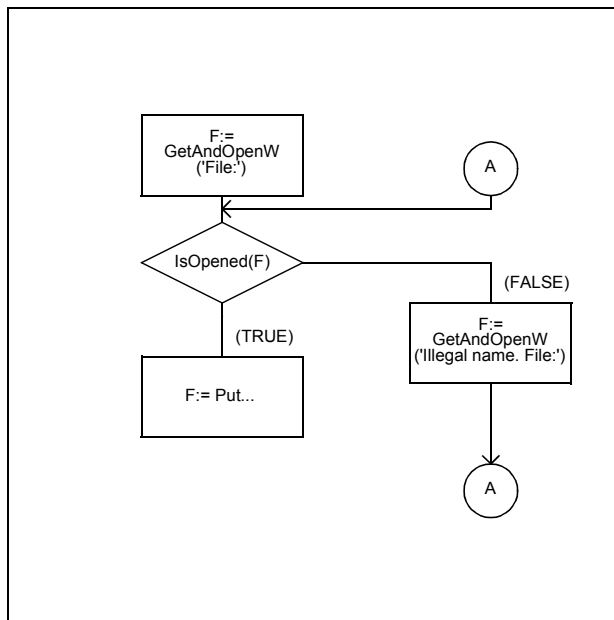 F:=
GetAndOpenW
('File:')
A
IsOpened(F)
(FALSE)
(TRUE)
F:=
GetAndOpenW
('Illegal name. File:')
F:= Put...
A